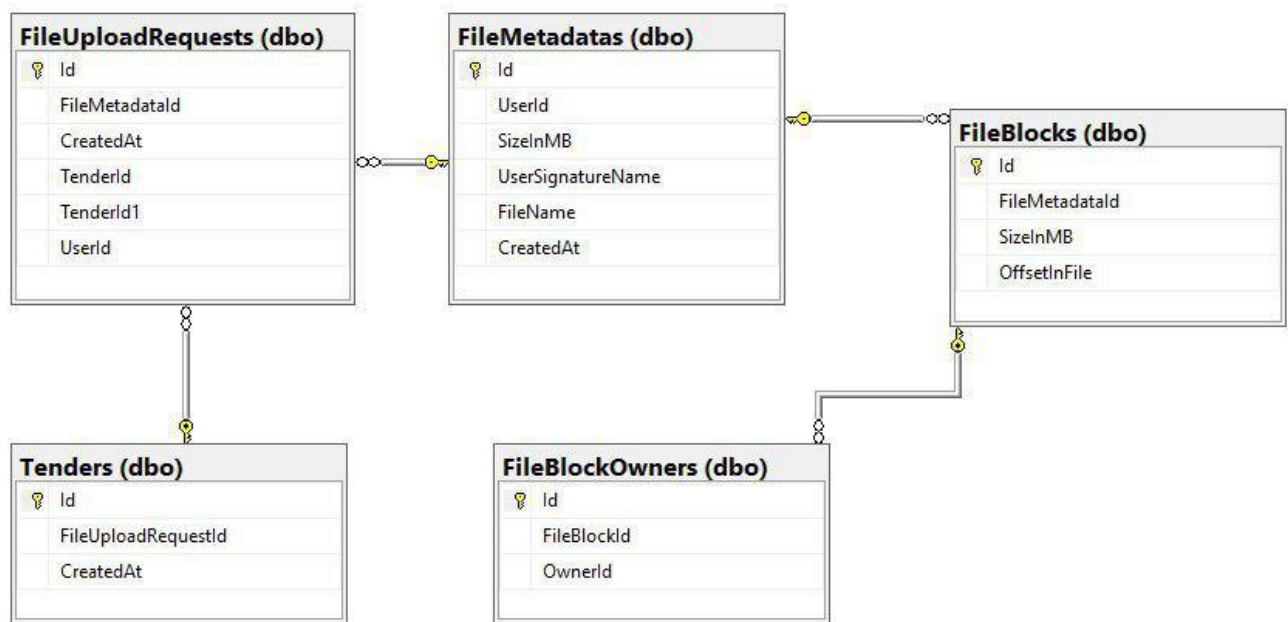 FileUploadRequests (dbo)
Id
FileMetadataId
CreatedAt
TenderId
TenderId1
UserId
FileMetadatas (dbo)
Id
UserId
SizeInMB
UserSignatureName
FileName
CreatedAt
FileBlocks (dbo)
Id
FileMetadataId
SizeInMB
OffsetInFile
Tenders (dbo)
Id
FileUploadRequestId
CreatedAt
FileBlockOwners (dbo)
Id
FileBlockId
OwnerId